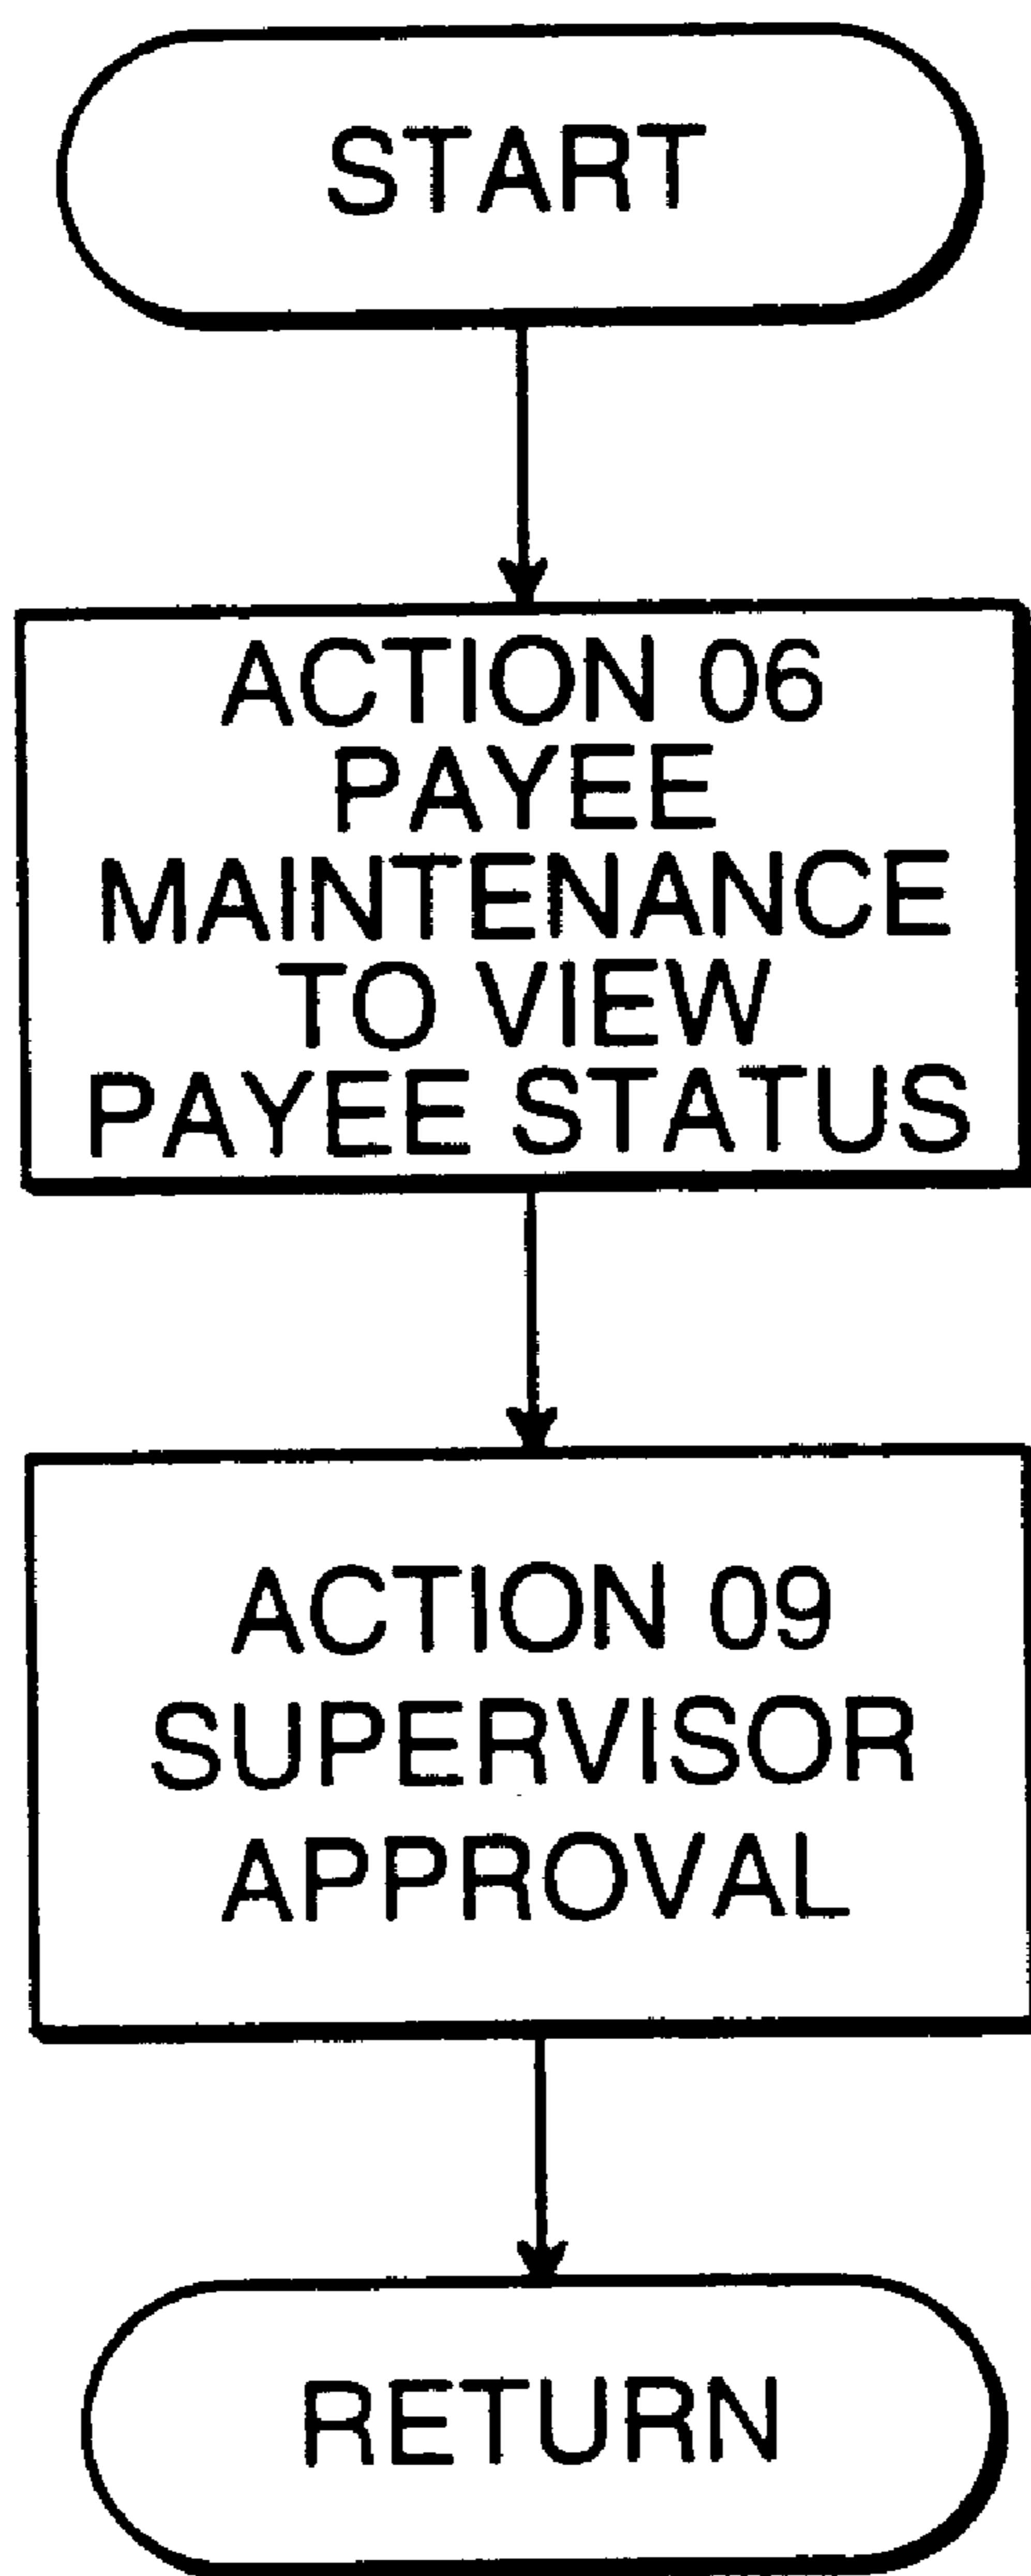 START
ACTION 06
PAYEE
MAINTENANCE
TO VIEW
PAYEE STATUS
ACTION 09
SUPERVISOR
APPROVAL
RETURN